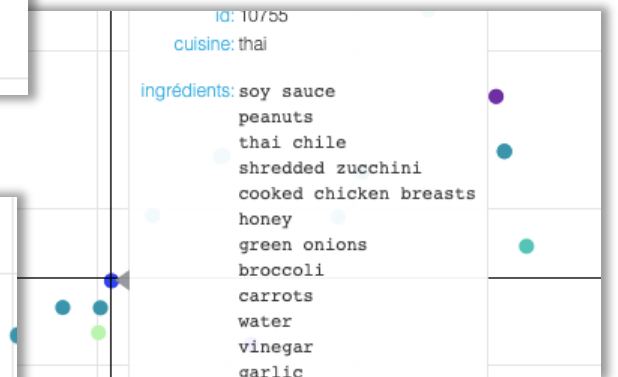 id: 10755
cuisine: thai
ingrédients: soy sauce
peanuts
thai chile
shredded zucchini
cooked chicken breasts
honey
green onions
broccoli
carrots
water
vinegar
garlic